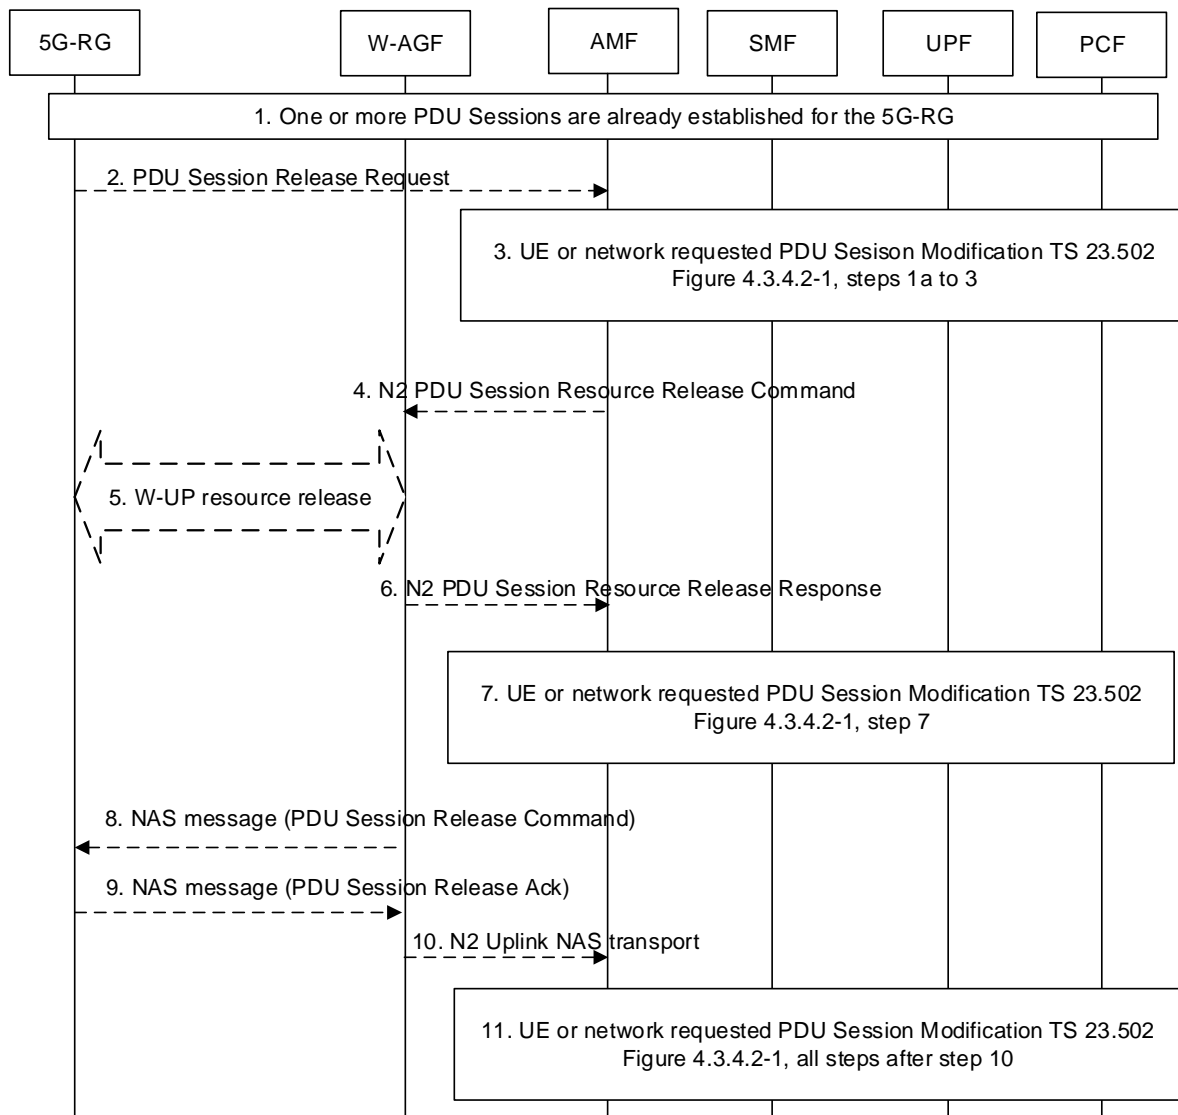 5G-RG
W-AGF
AMF
SMF
UPF
PCF
1. One or more PDU Sessions are already established for the 5G-RG
2. PDU Session Release Request
3. UE or network requested PDU Sesison Modification TS 23.502
Figure 4.3.4.2-1, steps 1a to 3
4. N2 PDU Session Resource Release Command
5. W-UP resource release
6. N2 PDU Session Resource Release Response
7. UE or network requested PDU Session Modification TS 23.502
Figure 4.3.4.2-1, step 7
8. NAS message (PDU Session Release Command)
9. NAS message (PDU Session Release Ack)
10. N2 Uplink NAS transport
11. UE or network requested PDU Session Modification TS 23.502
Figure 4.3.4.2-1, all steps after step 10